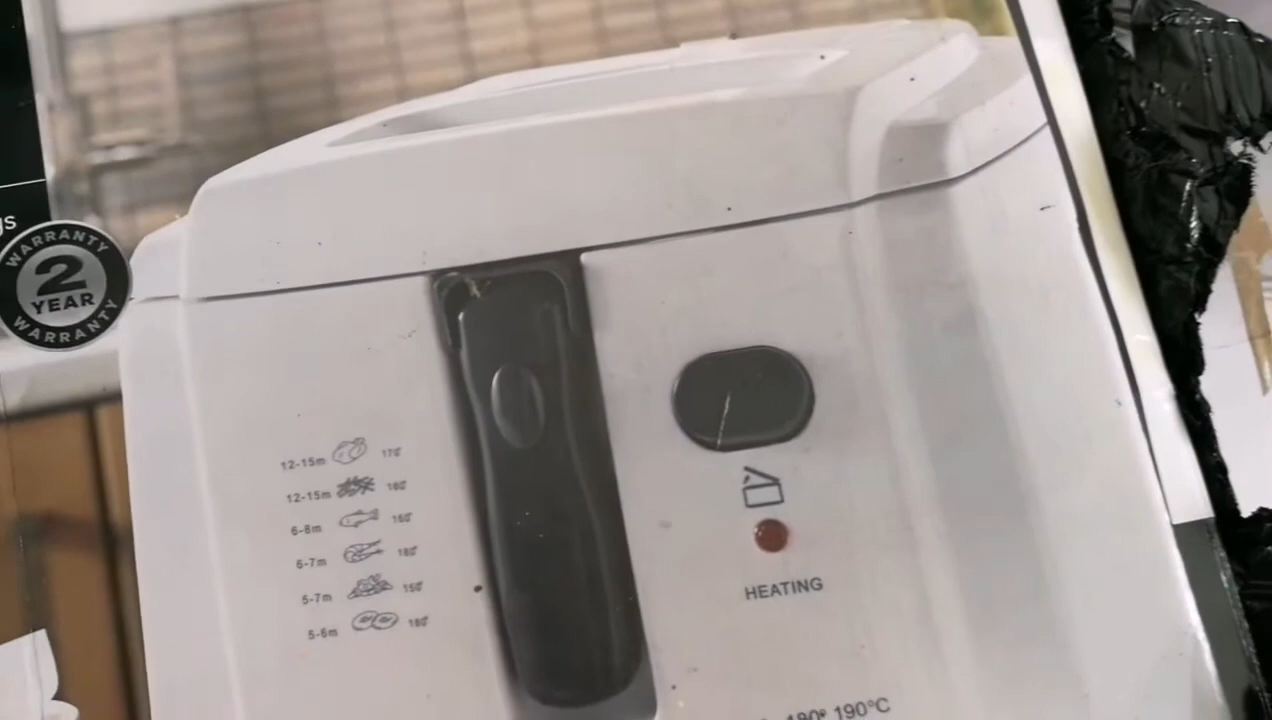 gs
WARRANTY
2
YEAR
WARRANTY
12-15m 170°
12-15m 180°
6-8m 160°
6-7m 180°
5-7m 150°
5-6m 180°
HEATING
180° 190°C